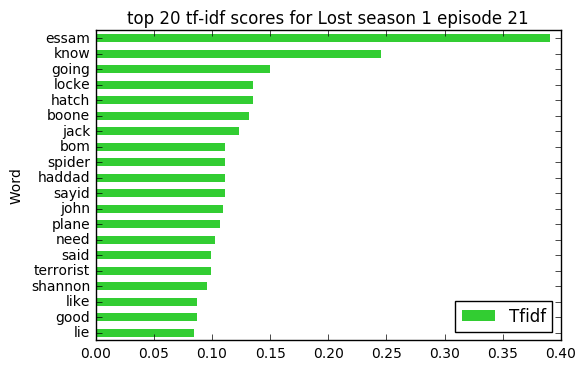 top 20 tf-idf scores for Lost season 1 episode 21
essam
know
going
locke
hatch
boone
jack
bom
spider
haddad
sayid
john
plane
need
said
terrorist
shannon
like
good
lie
Word
Tfidf
0.00 0.05 0.10 0.15 0.20 0.25 0.30 0.35 0.40